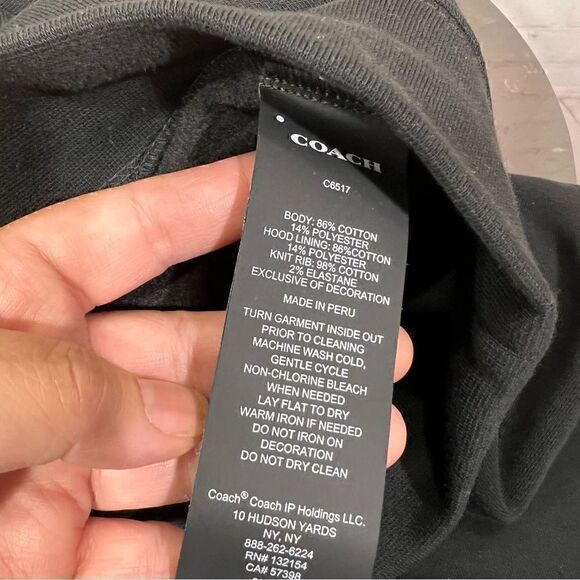 COACH
C6517
BODY: 86% COTTON
14% POLYESTER
HOOD LINING: 86%COTTON
14% POLYESTER
KNIT RIB: 98% COTTON
2% ELASTANE
EXCLUSIVE OF DECORATION
MADE IN PERU
TURN GARMENT INSIDE OUT
PRIOR TO CLEANING
MACHINE WASH COLD,
GENTLE CYCLE
NON-CHLORINE BLEACH
WHEN NEEDED
LAY FLAT TO DRY
WARM IRON IF NEEDED
DO NOT IRON ON
DECORATION
DO NOT DRY CLEAN
Coach® Coach IP Holdings LLC.
10 HUDSON YARDS
NY, NY
888-262-6224
RN# 132154
CA# 57398